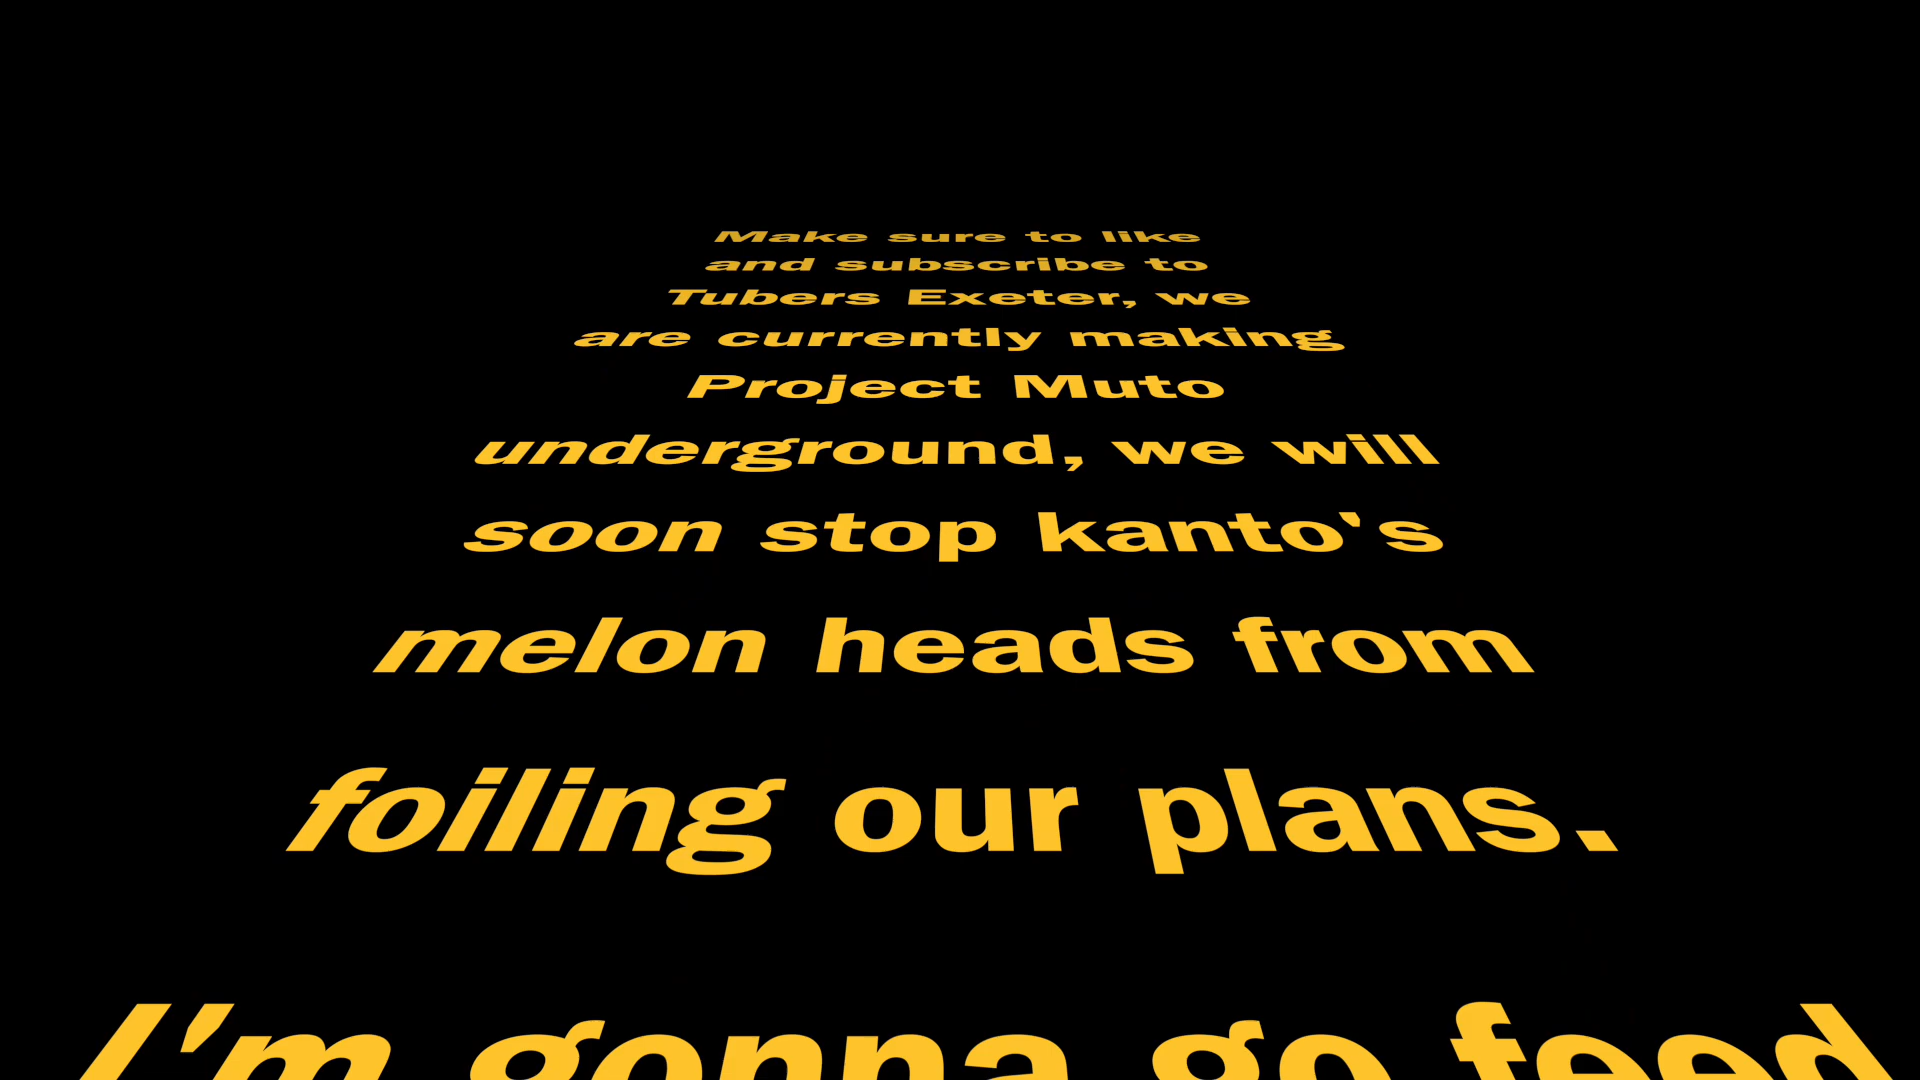 Make sure to like
and subscribe to
Tubers Exeter, we
are currently making
Project Muto
underground, we will
soon stop kanto's
melon heads from
foiling our plans.
I'm gonna go feed